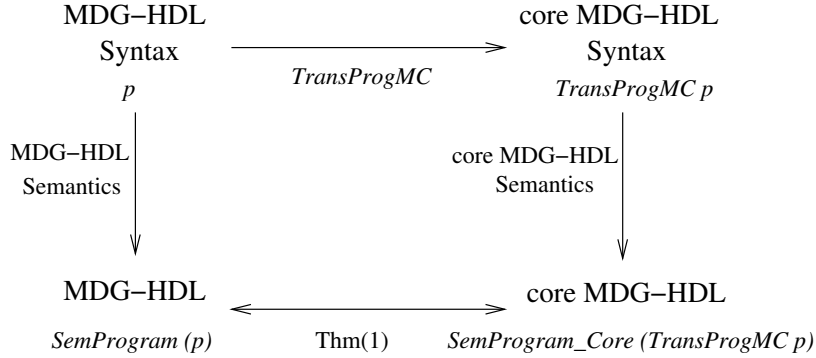 MDG−HDL
Syntax
p
TransProgMC
core MDG−HDL
Syntax
TransProgMC p
MDG−HDL
Semantics
core MDG−HDL
Semantics
MDG−HDL
SemProgram (p)
Thm(1)
core MDG−HDL
SemProgram_Core (TransProgMC p)